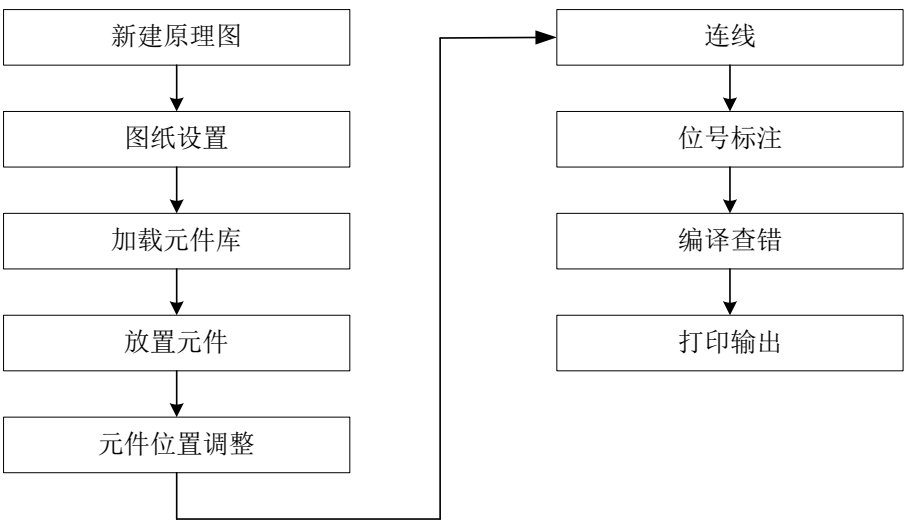 新建原理图
图纸设置
加载元件库
放置元件
元件位置调整
连线
位号标注
编译查错
打印输出